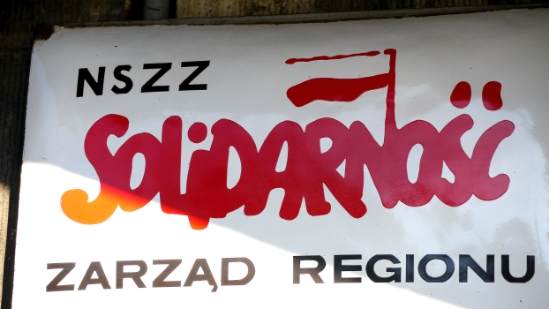 NSZZ
SOLiDARNOŚĆ
ZARZĄD REGIONU